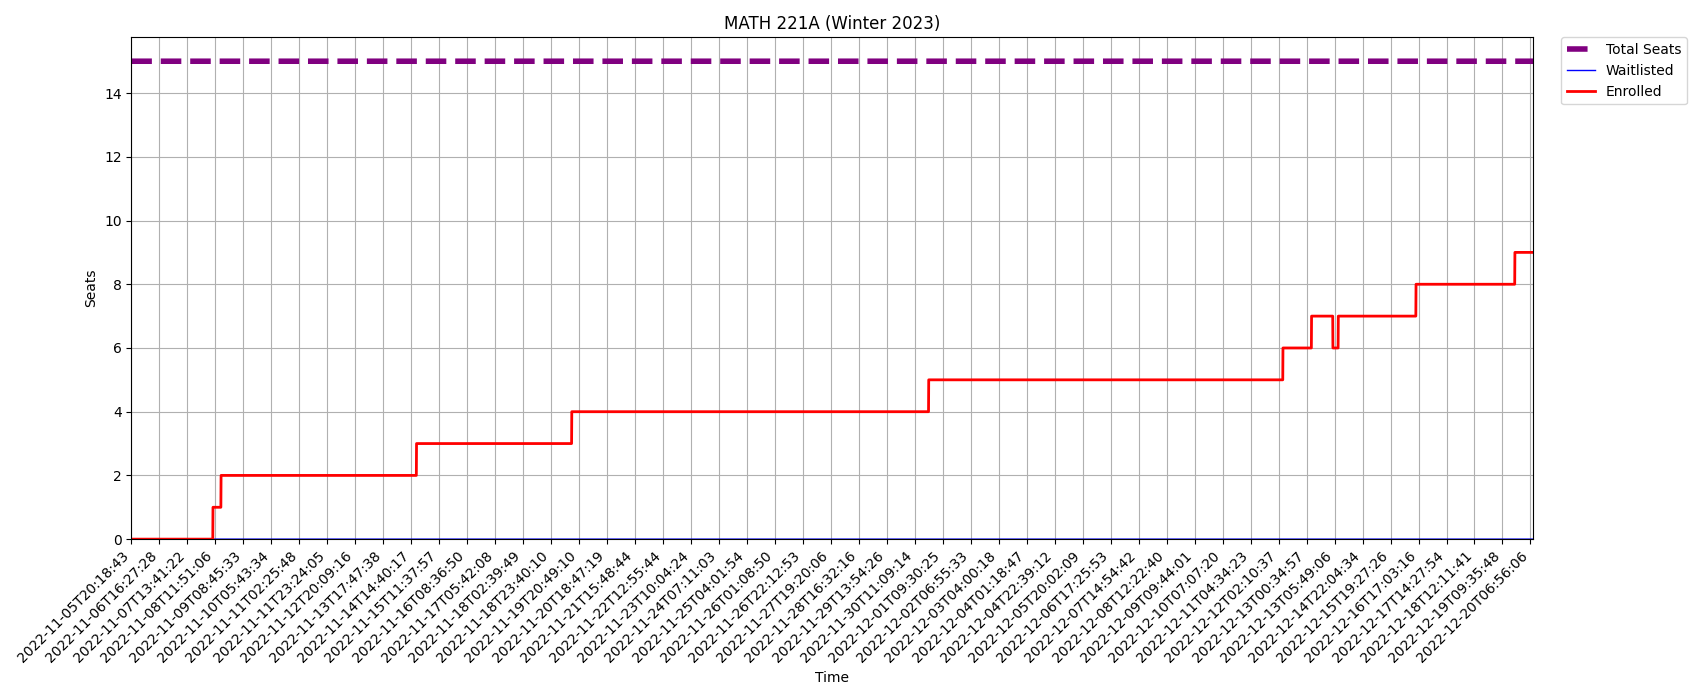 MATH 221A (Winter 2023)
Total Seats
Waitlisted
Enrolled
Seats
14
12
10
8
6
4
2
0
2022-11-05T20:18:43
2022-11-06T16:27:28
2022-11-07T13:41:22
2022-11-08T11:51:06
2022-11-09T08:45:33
2022-11-10T05:43:34
2022-11-11T02:25:48
2022-11-11T23:24:05
2022-11-12T20:09:16
2022-11-13T17:47:38
2022-11-14T14:40:17
2022-11-15T11:37:57
2022-11-16T08:36:50
2022-11-17T05:42:08
2022-11-18T02:39:49
2022-11-18T23:40:10
2022-11-19T20:49:10
2022-11-20T18:47:19
2022-11-21T15:48:44
2022-11-22T12:55:44
2022-11-23T10:04:24
2022-11-24T07:11:03
2022-11-25T04:01:54
2022-11-26T01:08:50
2022-11-26T22:12:53
2022-11-27T19:20:06
2022-11-28T16:32:16
2022-11-29T13:54:26
2022-11-30T11:09:14
2022-12-01T09:30:25
2022-12-02T06:55:33
2022-12-03T04:00:18
2022-12-04T01:18:47
2022-12-04T22:39:12
2022-12-05T20:02:09
2022-12-06T17:25:53
2022-12-07T14:54:42
2022-12-08T12:22:40
2022-12-09T09:44:01
2022-12-10T07:07:20
2022-12-11T04:34:23
2022-12-12T02:10:37
2022-12-13T00:34:57
2022-12-13T05:49:06
2022-12-14T22:04:34
2022-12-15T19:27:26
2022-12-16T17:03:16
2022-12-17T14:27:54
2022-12-18T12:11:41
2022-12-19T09:35:48
2022-12-20T06:56:06
Time